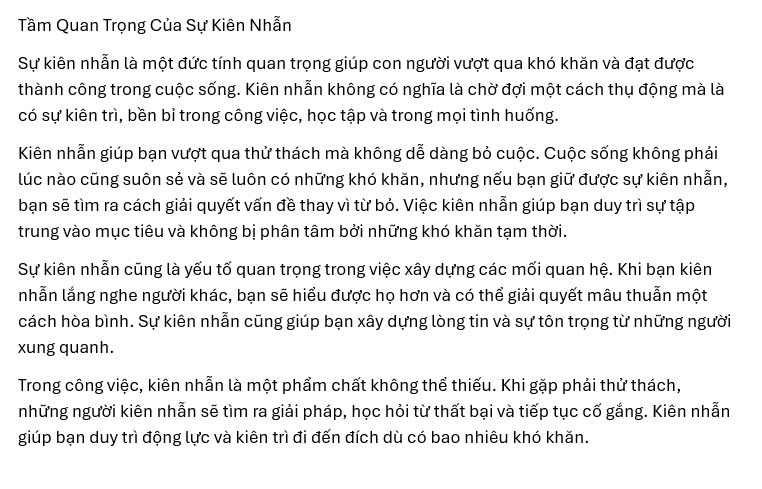 Tầm Quan Trọng Của Sự Kiên Nhẫn
Sự kiên nhẫn là một đức tính quan trọng giúp con người vượt qua khó khăn và đạt được
thành công trong cuộc sống. Kiên nhẫn không có nghĩa là chờ đợi một cách thụ động mà là
có sự kiên trì, bền bỉ trong công việc, học tập và trong mọi tình huống.
Kiên nhẫn giúp bạn vượt qua thử thách mà không dễ dàng bỏ cuộc. Cuộc sống không phải
lúc nào cũng suôn sẻ và sẽ luôn có những khó khăn, nhưng nếu bạn giữ được sự kiên nhẫn,
bạn sẽ tìm ra cách giải quyết vấn đề thay vì từ bỏ. Việc kiên nhẫn giúp bạn duy trì sự tập
trung vào mục tiêu và không bị phân tâm bởi những khó khăn tạm thời.
Sự kiên nhẫn cũng là yếu tố quan trọng trong việc xây dựng các mối quan hệ. Khi bạn kiên
nhẫn lắng nghe người khác, bạn sẽ hiểu được họ hơn và có thể giải quyết mâu thuẫn một
cách hòa bình. Sự kiên nhẫn cũng giúp bạn xây dựng lòng tin và sự tôn trọng từ những người
xung quanh.
Trong công việc, kiên nhẫn là một phẩm chất không thể thiếu. Khi gặp phải thử thách,
những người kiên nhẫn sẽ tìm ra giải pháp, học hỏi từ thất bại và tiếp tục cố gắng. Kiên nhẫn
giúp bạn duy trì động lực và kiên trì đi đến đích dù có bao nhiêu khó khăn.